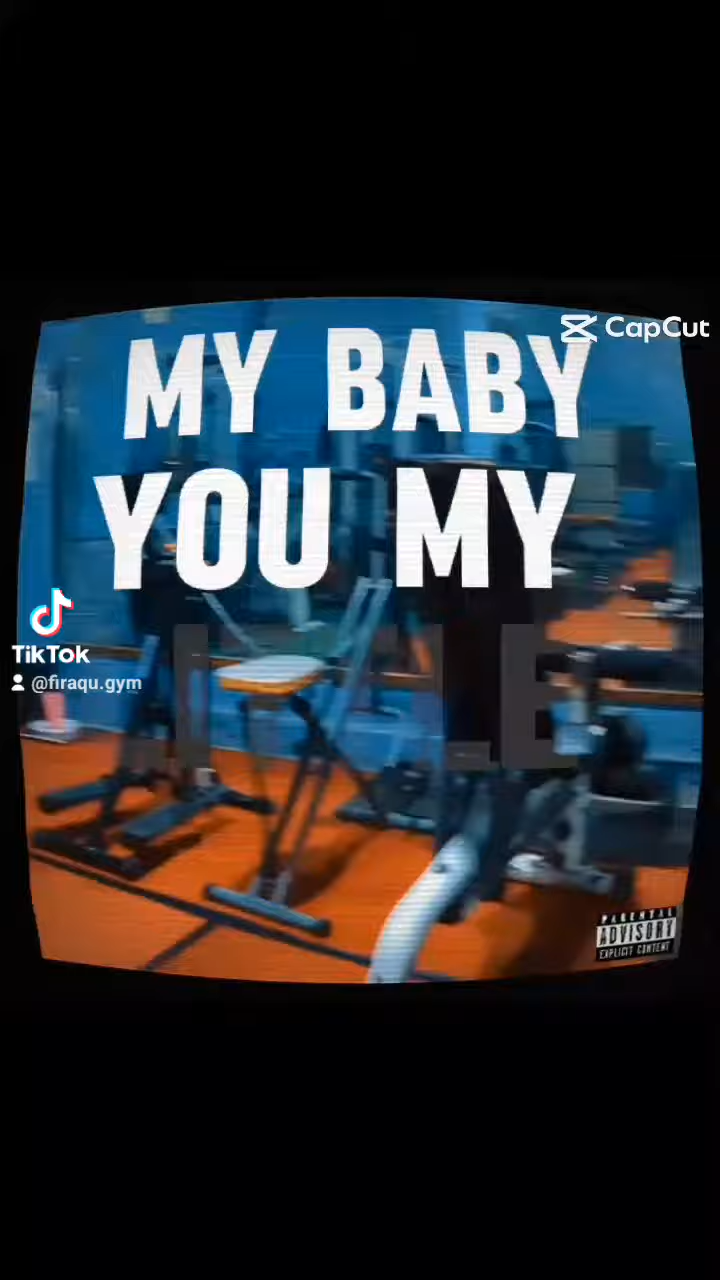 MY BABY
CapCut
YOU MY
TikTok
@firaqu.gym
PARENTAL
ADVISORY
EXPLICIT CONTENT